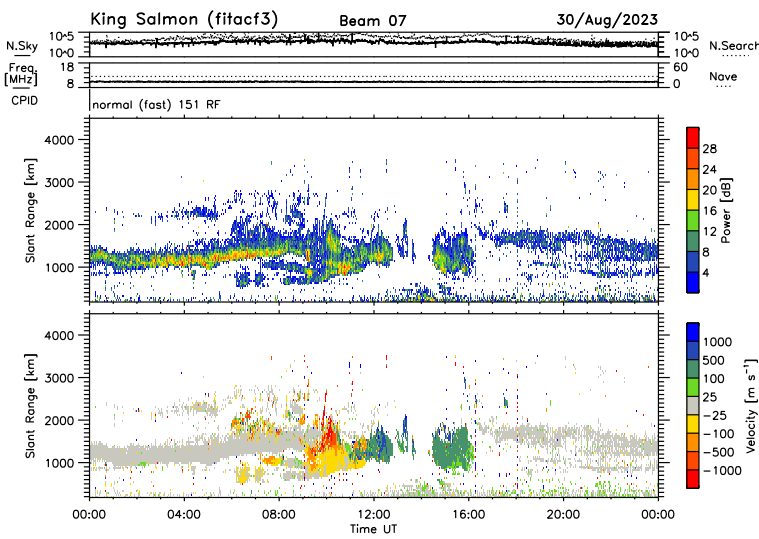 King Salmon (fitacf3) Beam 07 30/Aug/2023
N.Sky 10^5 10^0 10^5 10^0 N.Search
Freq. [MHz] 18 8 60 0 Nave
CPID normal (fast) 151 RF
Slant Range [km] 4000 3000 2000 1000
28 24 20 16 12 8 4 Power [dB]
Slant Range [km] 4000 3000 2000 1000
1000 500 100 25 −25 −100 −500 −1000 Velocity [m s⁻¹]
00:00 04:00 08:00 12:00 16:00 20:00 00:00
Time UT